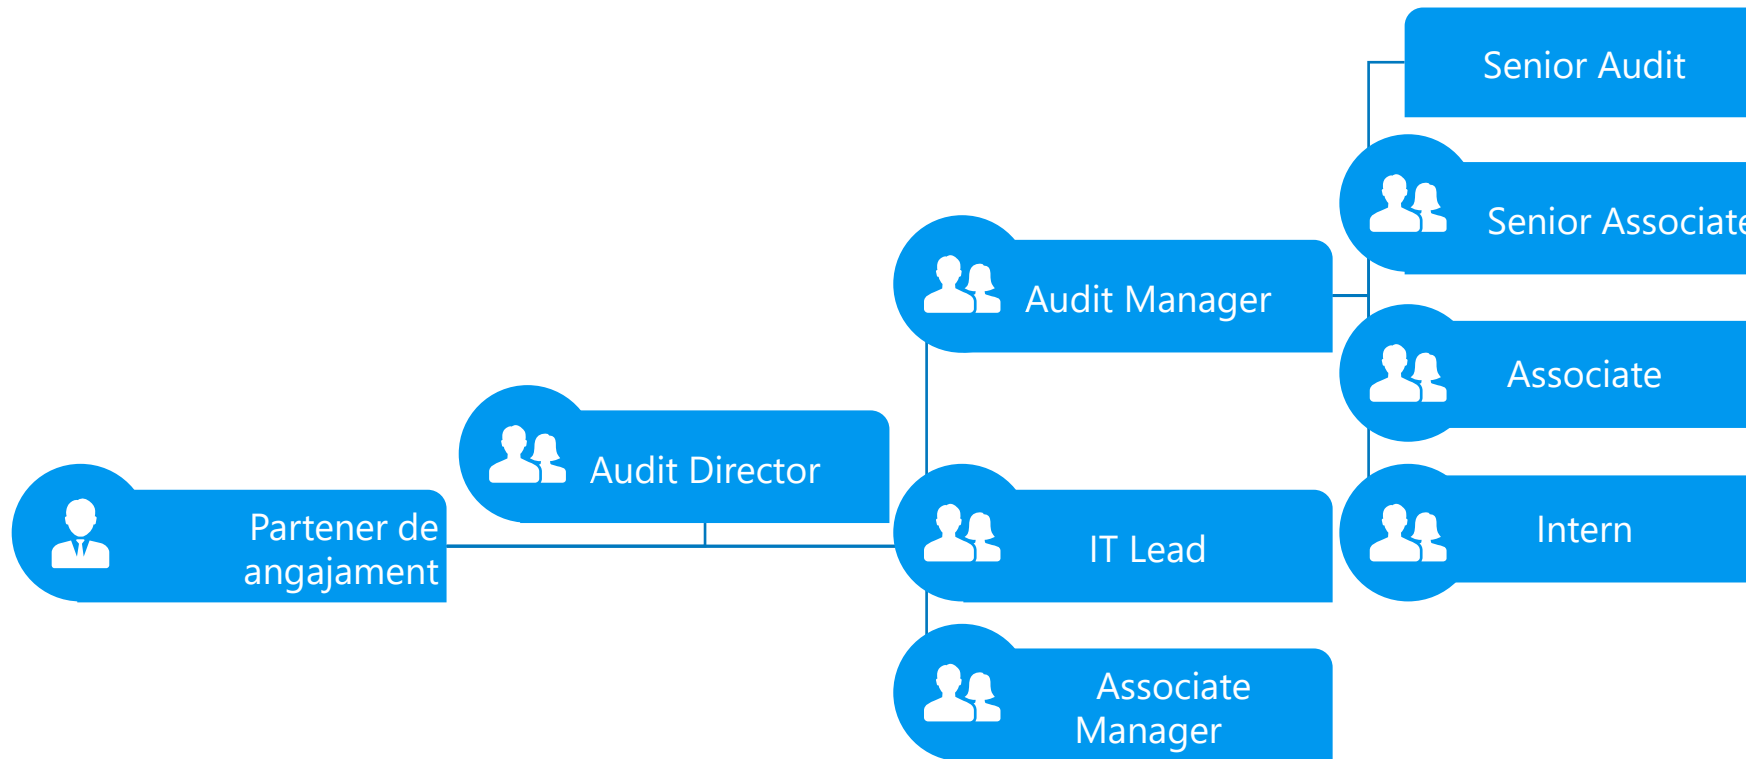 Senior Audit
Senior Associate
Audit Manager
Associate
Audit Director
Partener de
angajament
IT Lead
Intern
Associate
Manager